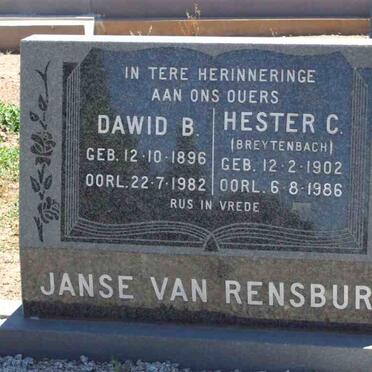 IN TERE HERINNERINGE
AAN ONS OUERS
DAWID B.
GEB. 12-10-1896
OORL. 22-7-1982
HESTER C.
(BREYTENBACH)
GEB. 12-2-1902
OORL. 6-8-1986
RUS IN VREDE
JANSE VAN RENSBUR